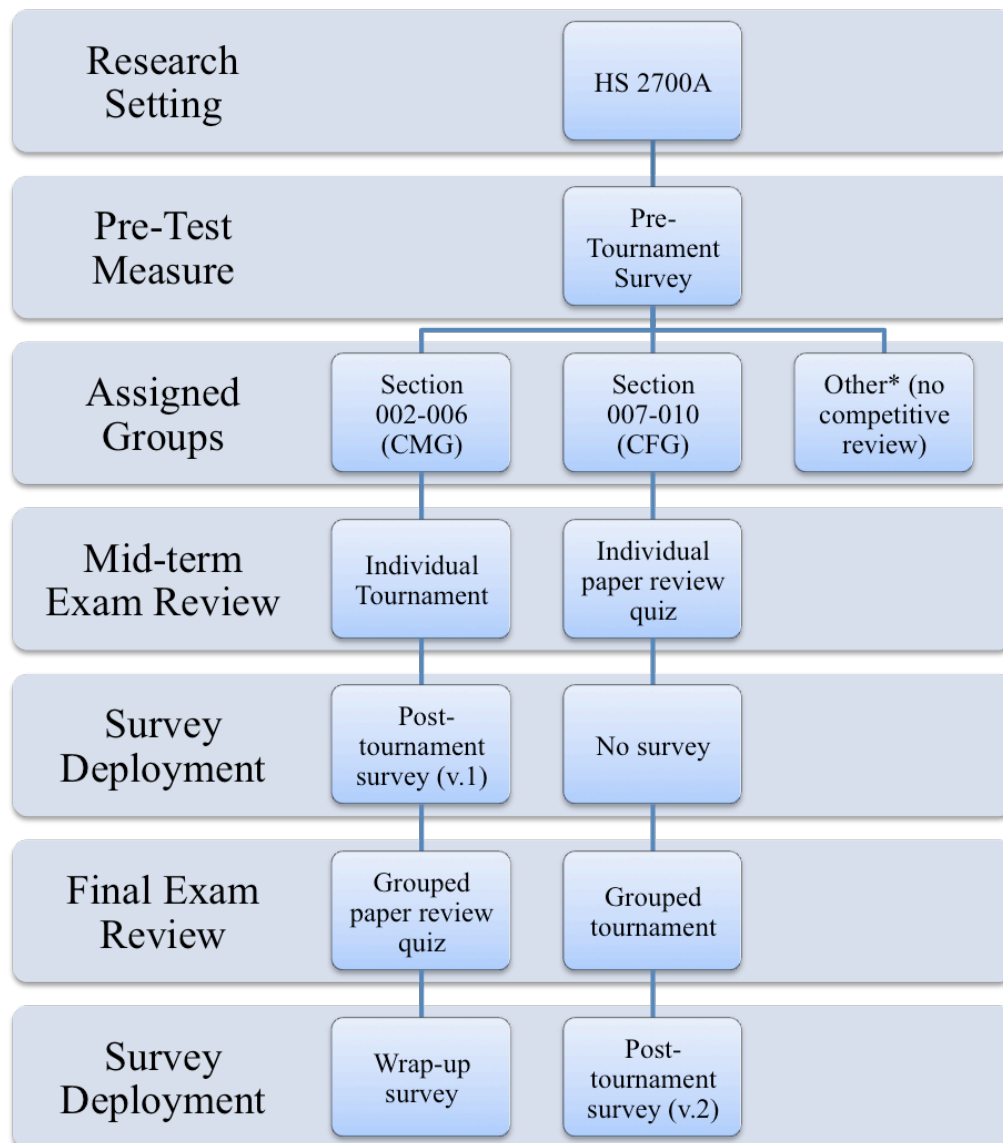 Research
Setting
HS 2700A
Pre-Test
Measure
Pre-
Tournament
Survey
Assigned
Groups
Section
002-006
(CMG)
Section
007-010
(CFG)
Other* (no
competitive
review)
Mid-term
Exam Review
Individual
Tournament
Individual
paper review
quiz
Survey
Deployment
Post-
tournament
survey (v.1)
No survey
Final Exam
Review
Grouped
paper review
quiz
Grouped
tournament
Survey
Deployment
Wrap-up
survey
Post-
tournament
survey (v.2)